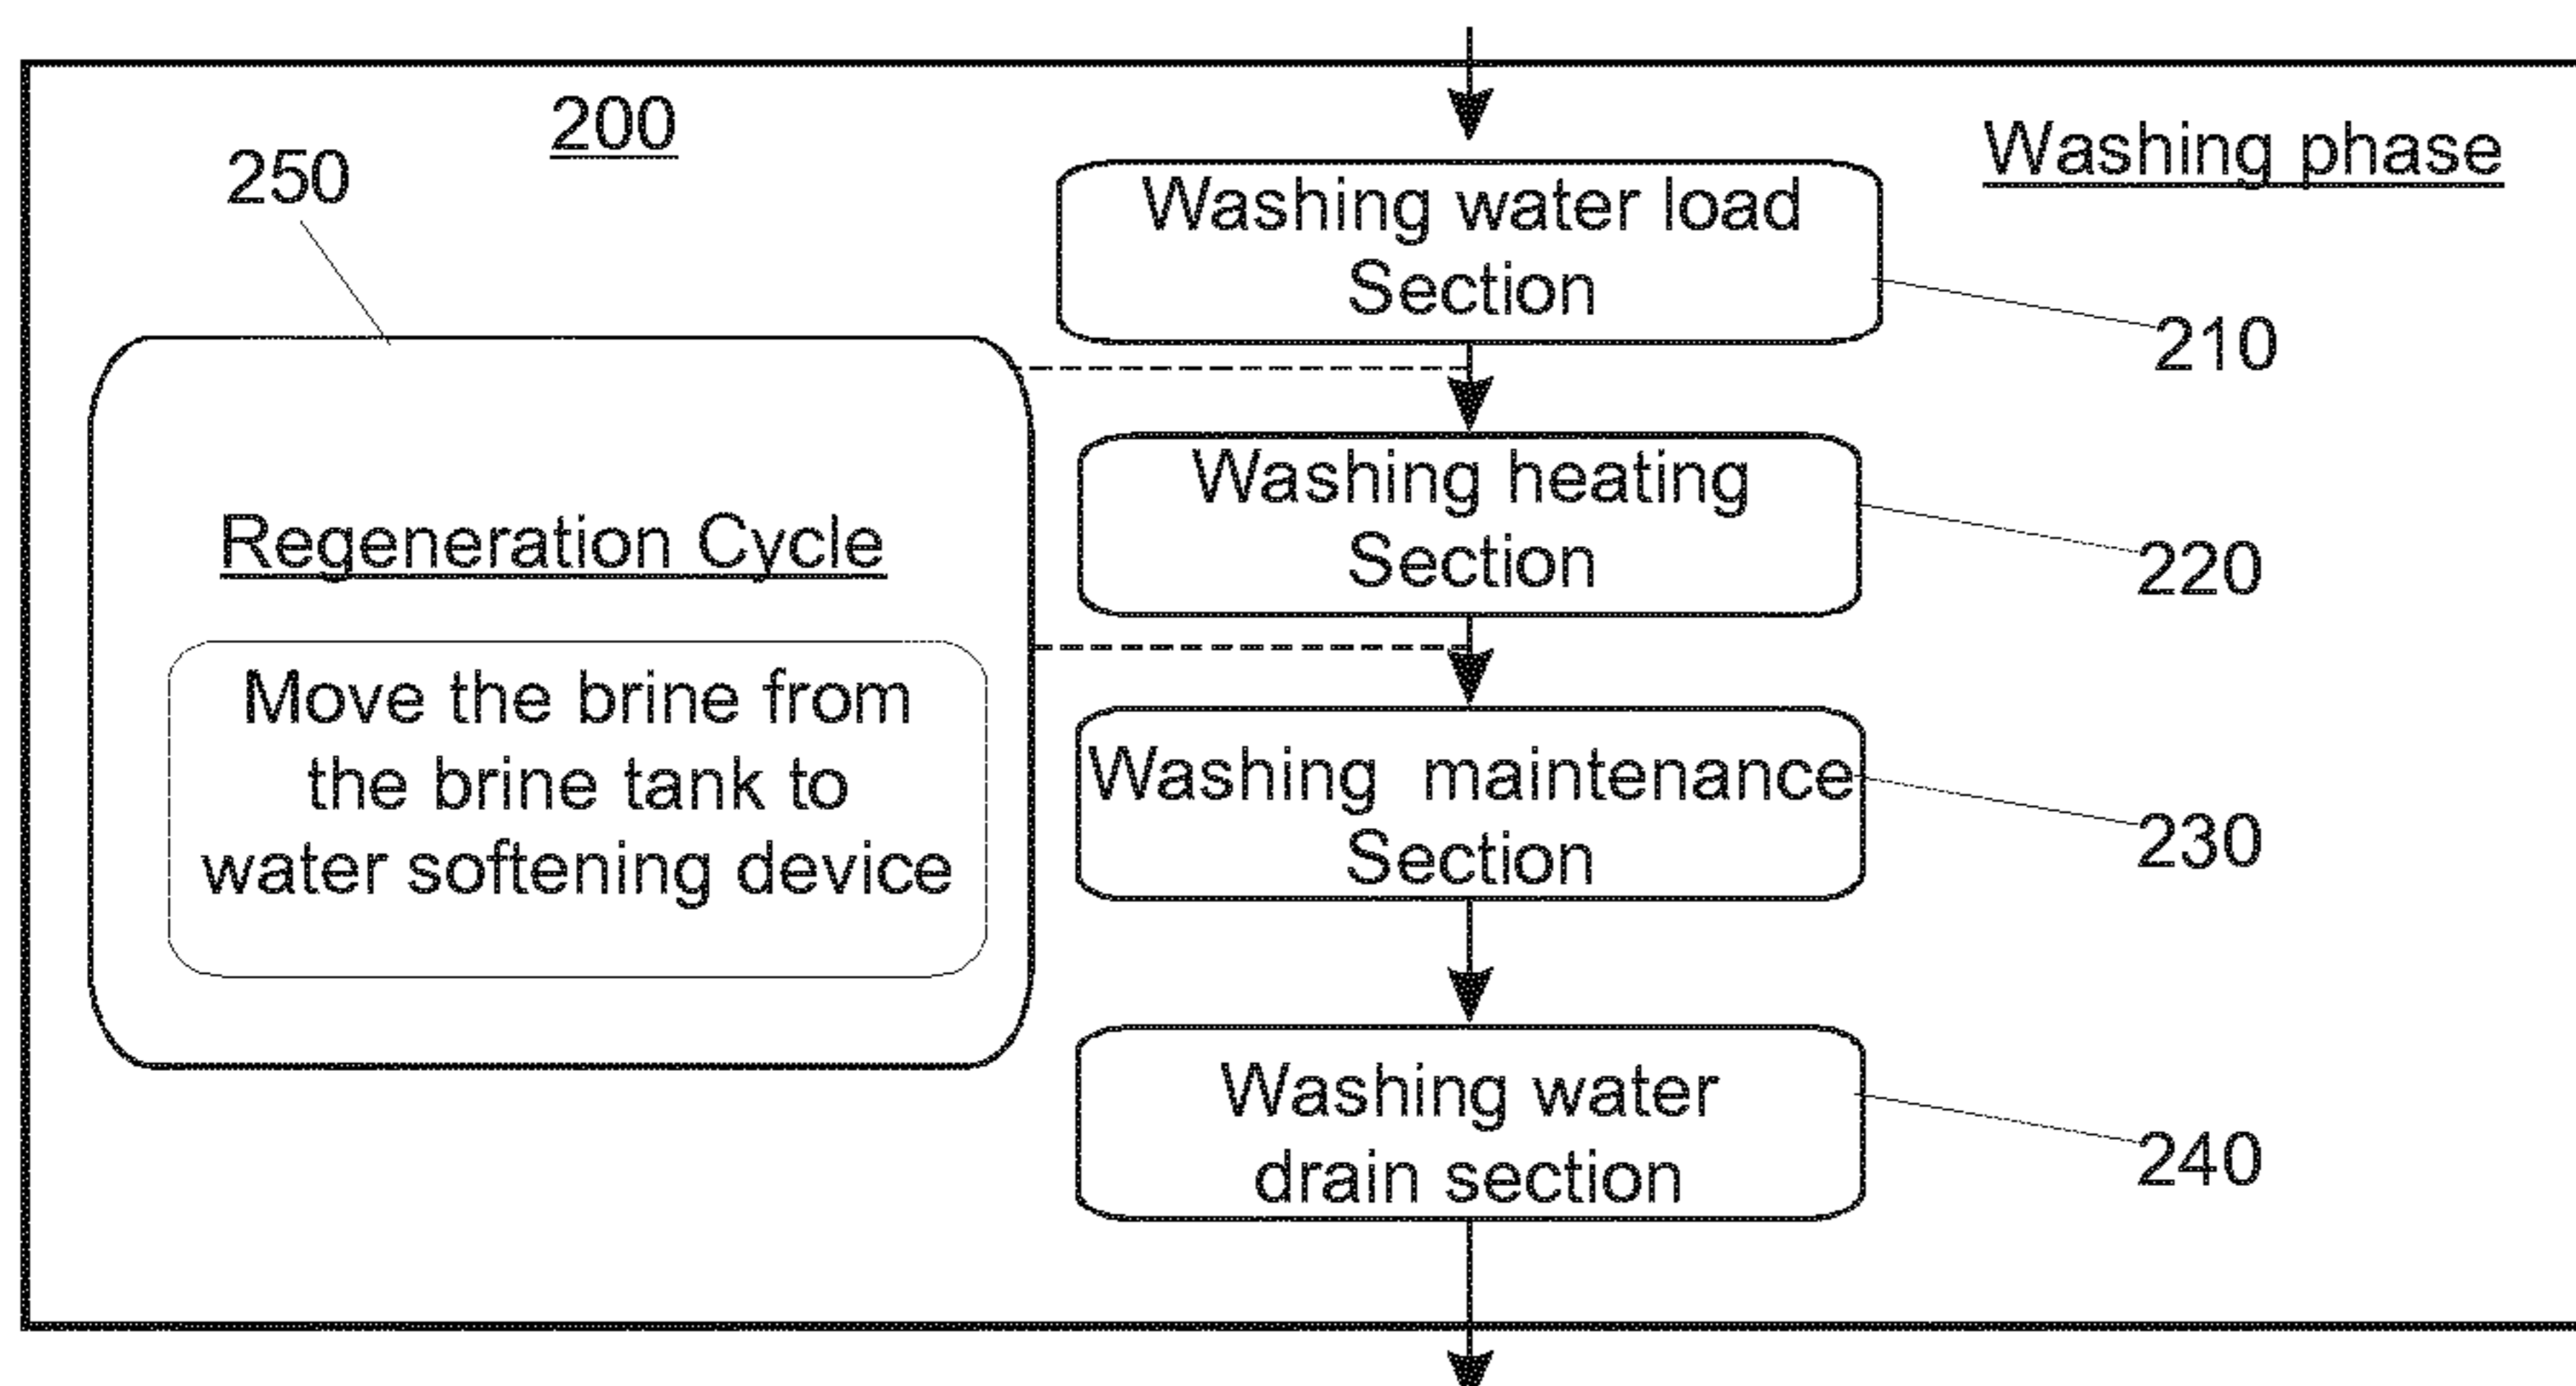 200
Washing phase
250
Washing water load
Section
210
Washing heating
Section
220
Regeneration Cycle
Move the brine from
the brine tank to
water softening device
Washing maintenance
Section
230
Washing water
drain section
240